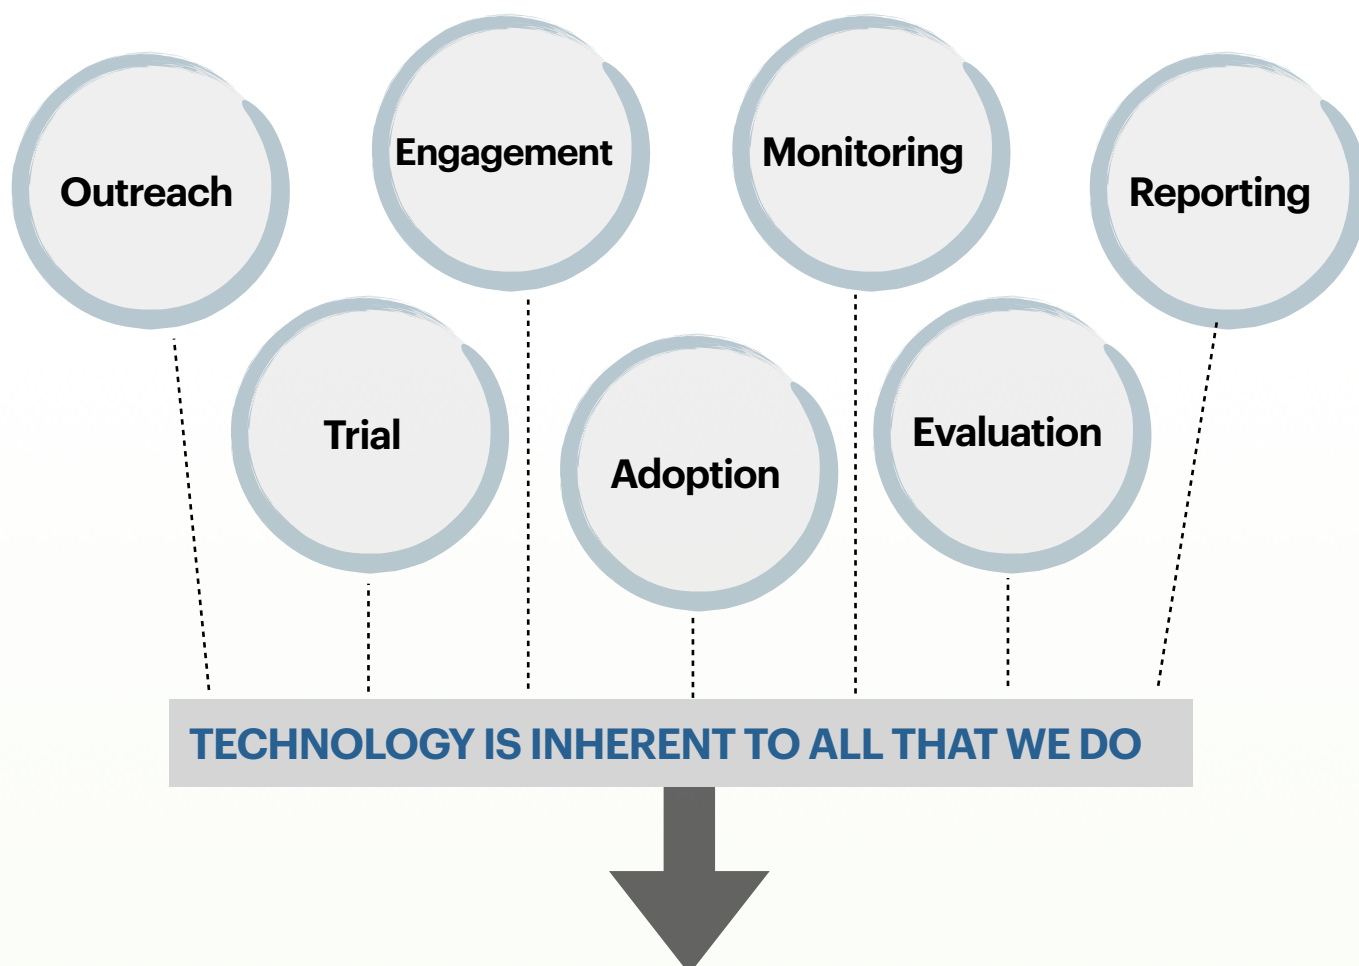 Outreach
Engagement
Monitoring
Reporting
Trial
Adoption
Evaluation
TECHNOLOGY IS INHERENT TO ALL THAT WE DO